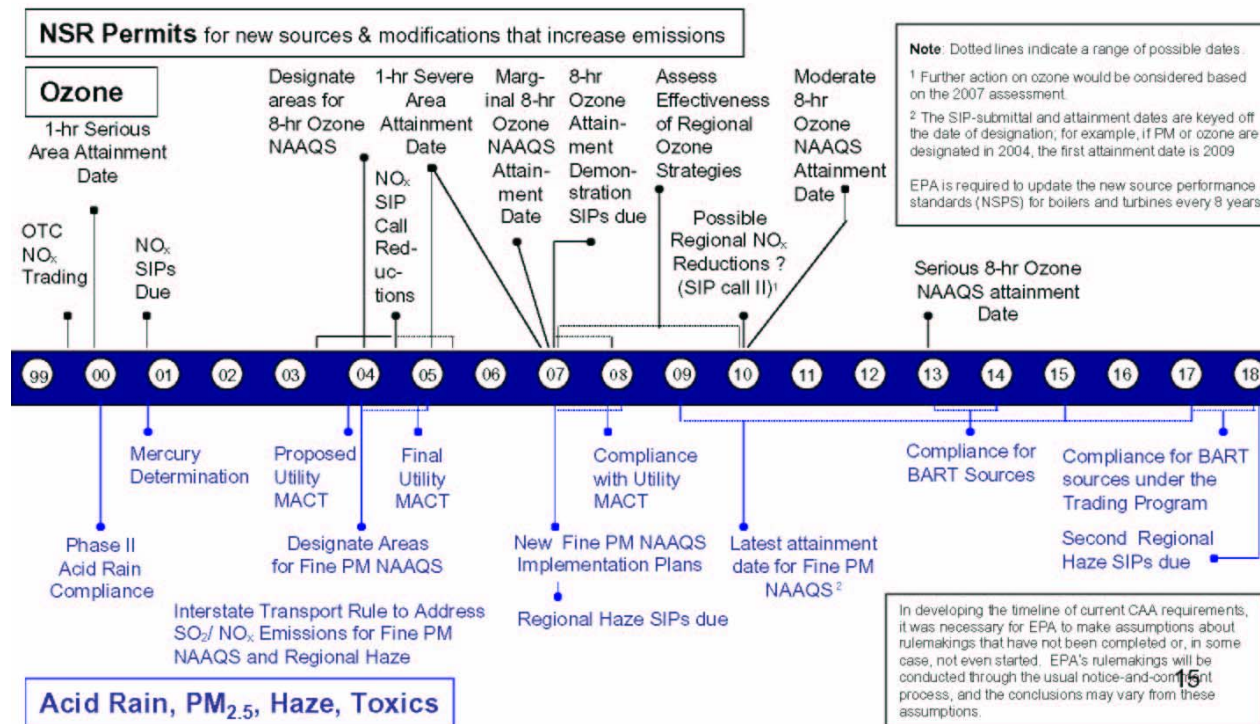 NSR Permits for new sources & modifications that increase emissions
Ozone
1-hr Serious
Area Attainment
Date
OTC
NOx
Trading
NOx
SIPs
Due
Designate
areas for
8-hr Ozone
NAAQS
NOx
SIP
Call
Red-
uc-
tions
1-hr Severe
Area
Attainment
Date
Marg-
inal 8-hr
Ozone
NAAQS
Attain-
ment
Date
8-hr
Ozone
Attain-
ment
Demon-
stration
SIPs due
Assess
Effectiveness
of Regional
Ozone
Strategies
Possible
Regional NOx
Reductions ?
(SIP call II)¹
Moderate
8-hr
Ozone
NAAQS
Attainment
Date
Serious 8-hr Ozone
NAAQS attainment
Date
Note: Dotted lines indicate a range of possible dates.
¹ Further action on ozone would be considered based
on the 2007 assessment.
² The SIP-submittal and attainment dates are keyed off
the date of designation; for example, if PM or ozone are
designated in 2004, the first attainment date is 2009
EPA is required to update the new source performance
standards (NSPS) for boilers and turbines every 8 years
99 00 01 02 03 04 05 06 07 08 09 10 11 12 13 14 15 16 17 18
Mercury
Determination
Phase II
Acid Rain
Compliance
Proposed
Utility
MACT
Final
Utility
MACT
Designate Areas
for Fine PM NAAQS
Interstate Transport Rule to Address
SO2/ NOx Emissions for Fine PM
NAAQS and Regional Haze
Compliance
with Utility
MACT
New Fine PM NAAQS
Implementation Plans
Regional Haze SIPs due
Latest attainment
date for Fine PM
NAAQS ²
Compliance for
BART Sources
Compliance for BART
sources under the
Trading Program
Second Regional
Haze SIPs due
Acid Rain, PM2.5, Haze, Toxics
In developing the timeline of current CAA requirements,
it was necessary for EPA to make assumptions about
rulemakings that have not been completed or, in some
case, not even started. EPA's rulemakings will be
conducted through the usual notice-and-comment
process, and the conclusions may vary from these
assumptions.
15